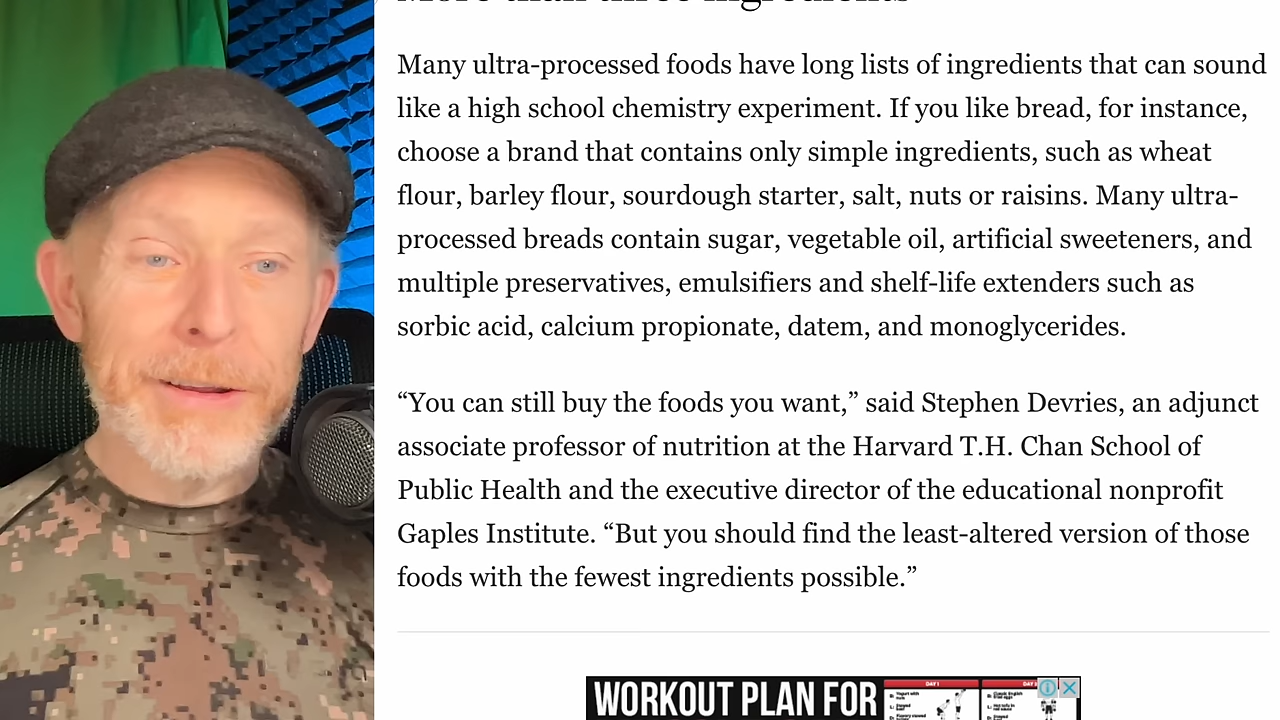 More than three ingredients
Many ultra-processed foods have long lists of ingredients that can sound
like a high school chemistry experiment. If you like bread, for instance,
choose a brand that contains only simple ingredients, such as wheat
flour, barley flour, sourdough starter, salt, nuts or raisins. Many ultra-
processed breads contain sugar, vegetable oil, artificial sweeteners, and
multiple preservatives, emulsifiers and shelf-life extenders such as
sorbic acid, calcium propionate, datem, and monoglycerides.
“You can still buy the foods you want,” said Stephen Devries, an adjunct
associate professor of nutrition at the Harvard T.H. Chan School of
Public Health and the executive director of the educational nonprofit
Gaples Institute. “But you should find the least-altered version of those
foods with the fewest ingredients possible.”
WORKOUT PLAN FOR
DAY 1